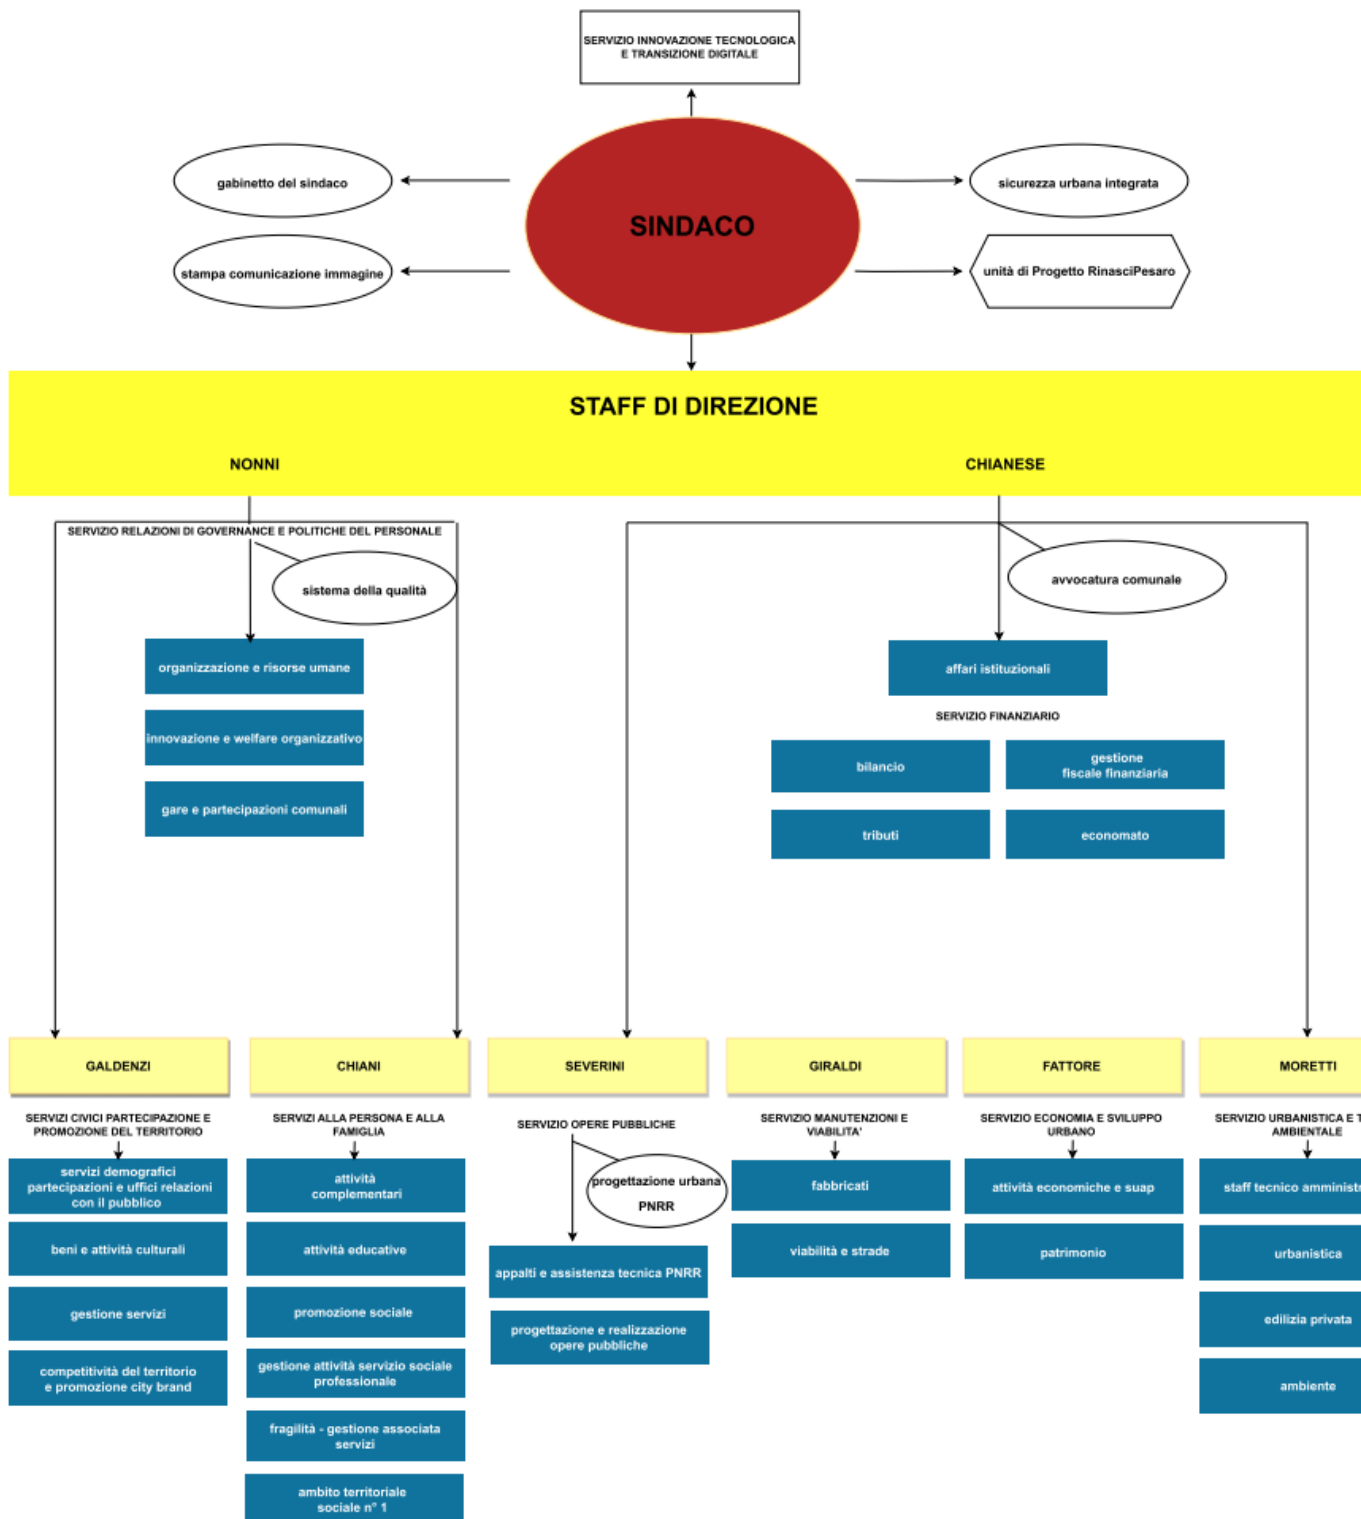 SERVIZIO INNOVAZIONE TECNOLOGICA
E TRANSIZIONE DIGITALE
gabinetto del sindaco
sicurezza urbana integrata
SINDACO
stampa comunicazione immagine
unità di Progetto RinasciPesaro
STAFF DI DIREZIONE
NONNI
CHIANESE
SERVIZIO RELAZIONI DI GOVERNANCE E POLITICHE DEL PERSONALE
sistema della qualità
avvocatura comunale
organizzazione e risorse umane
innovazione e welfare organizzativo
gare e partecipazioni comunali
affari istituzionali
SERVIZIO FINANZIARIO
bilancio
gestione
fiscale finanziaria
tributi
economato
GALDENZI
SERVIZI CIVICI PARTECIPAZIONE E
PROMOZIONE DEL TERRITORIO
servizi demografici
partecipazioni e uffici relazioni
con il pubblico
beni e attività culturali
gestione servizi
competitività del territorio
e promozione city brand
CHIANI
SERVIZI ALLA PERSONA E ALLA
FAMIGLIA
attività
complementari
attività educative
promozione sociale
gestione attività servizio sociale
professionale
fragilità - gestione associata
servizi
ambito territoriale
sociale n° 1
SEVERINI
SERVIZIO OPERE PUBBLICHE
progettazione urbana
PNRR
appalti e assistenza tecnica PNRR
progettazione e realizzazione
opere pubbliche
GIRALDI
SERVIZIO MANUTENZIONI E
VIABILITA'
fabbricati
viabilità e strade
FATTORE
SERVIZIO ECONOMIA E SVILUPPO
URBANO
attività economiche e suap
patrimonio
MORETTI
SERVIZIO URBANISTICA E T
AMBIENTALE
staff tecnico amministr
urbanistica
edilizia privata
ambiente